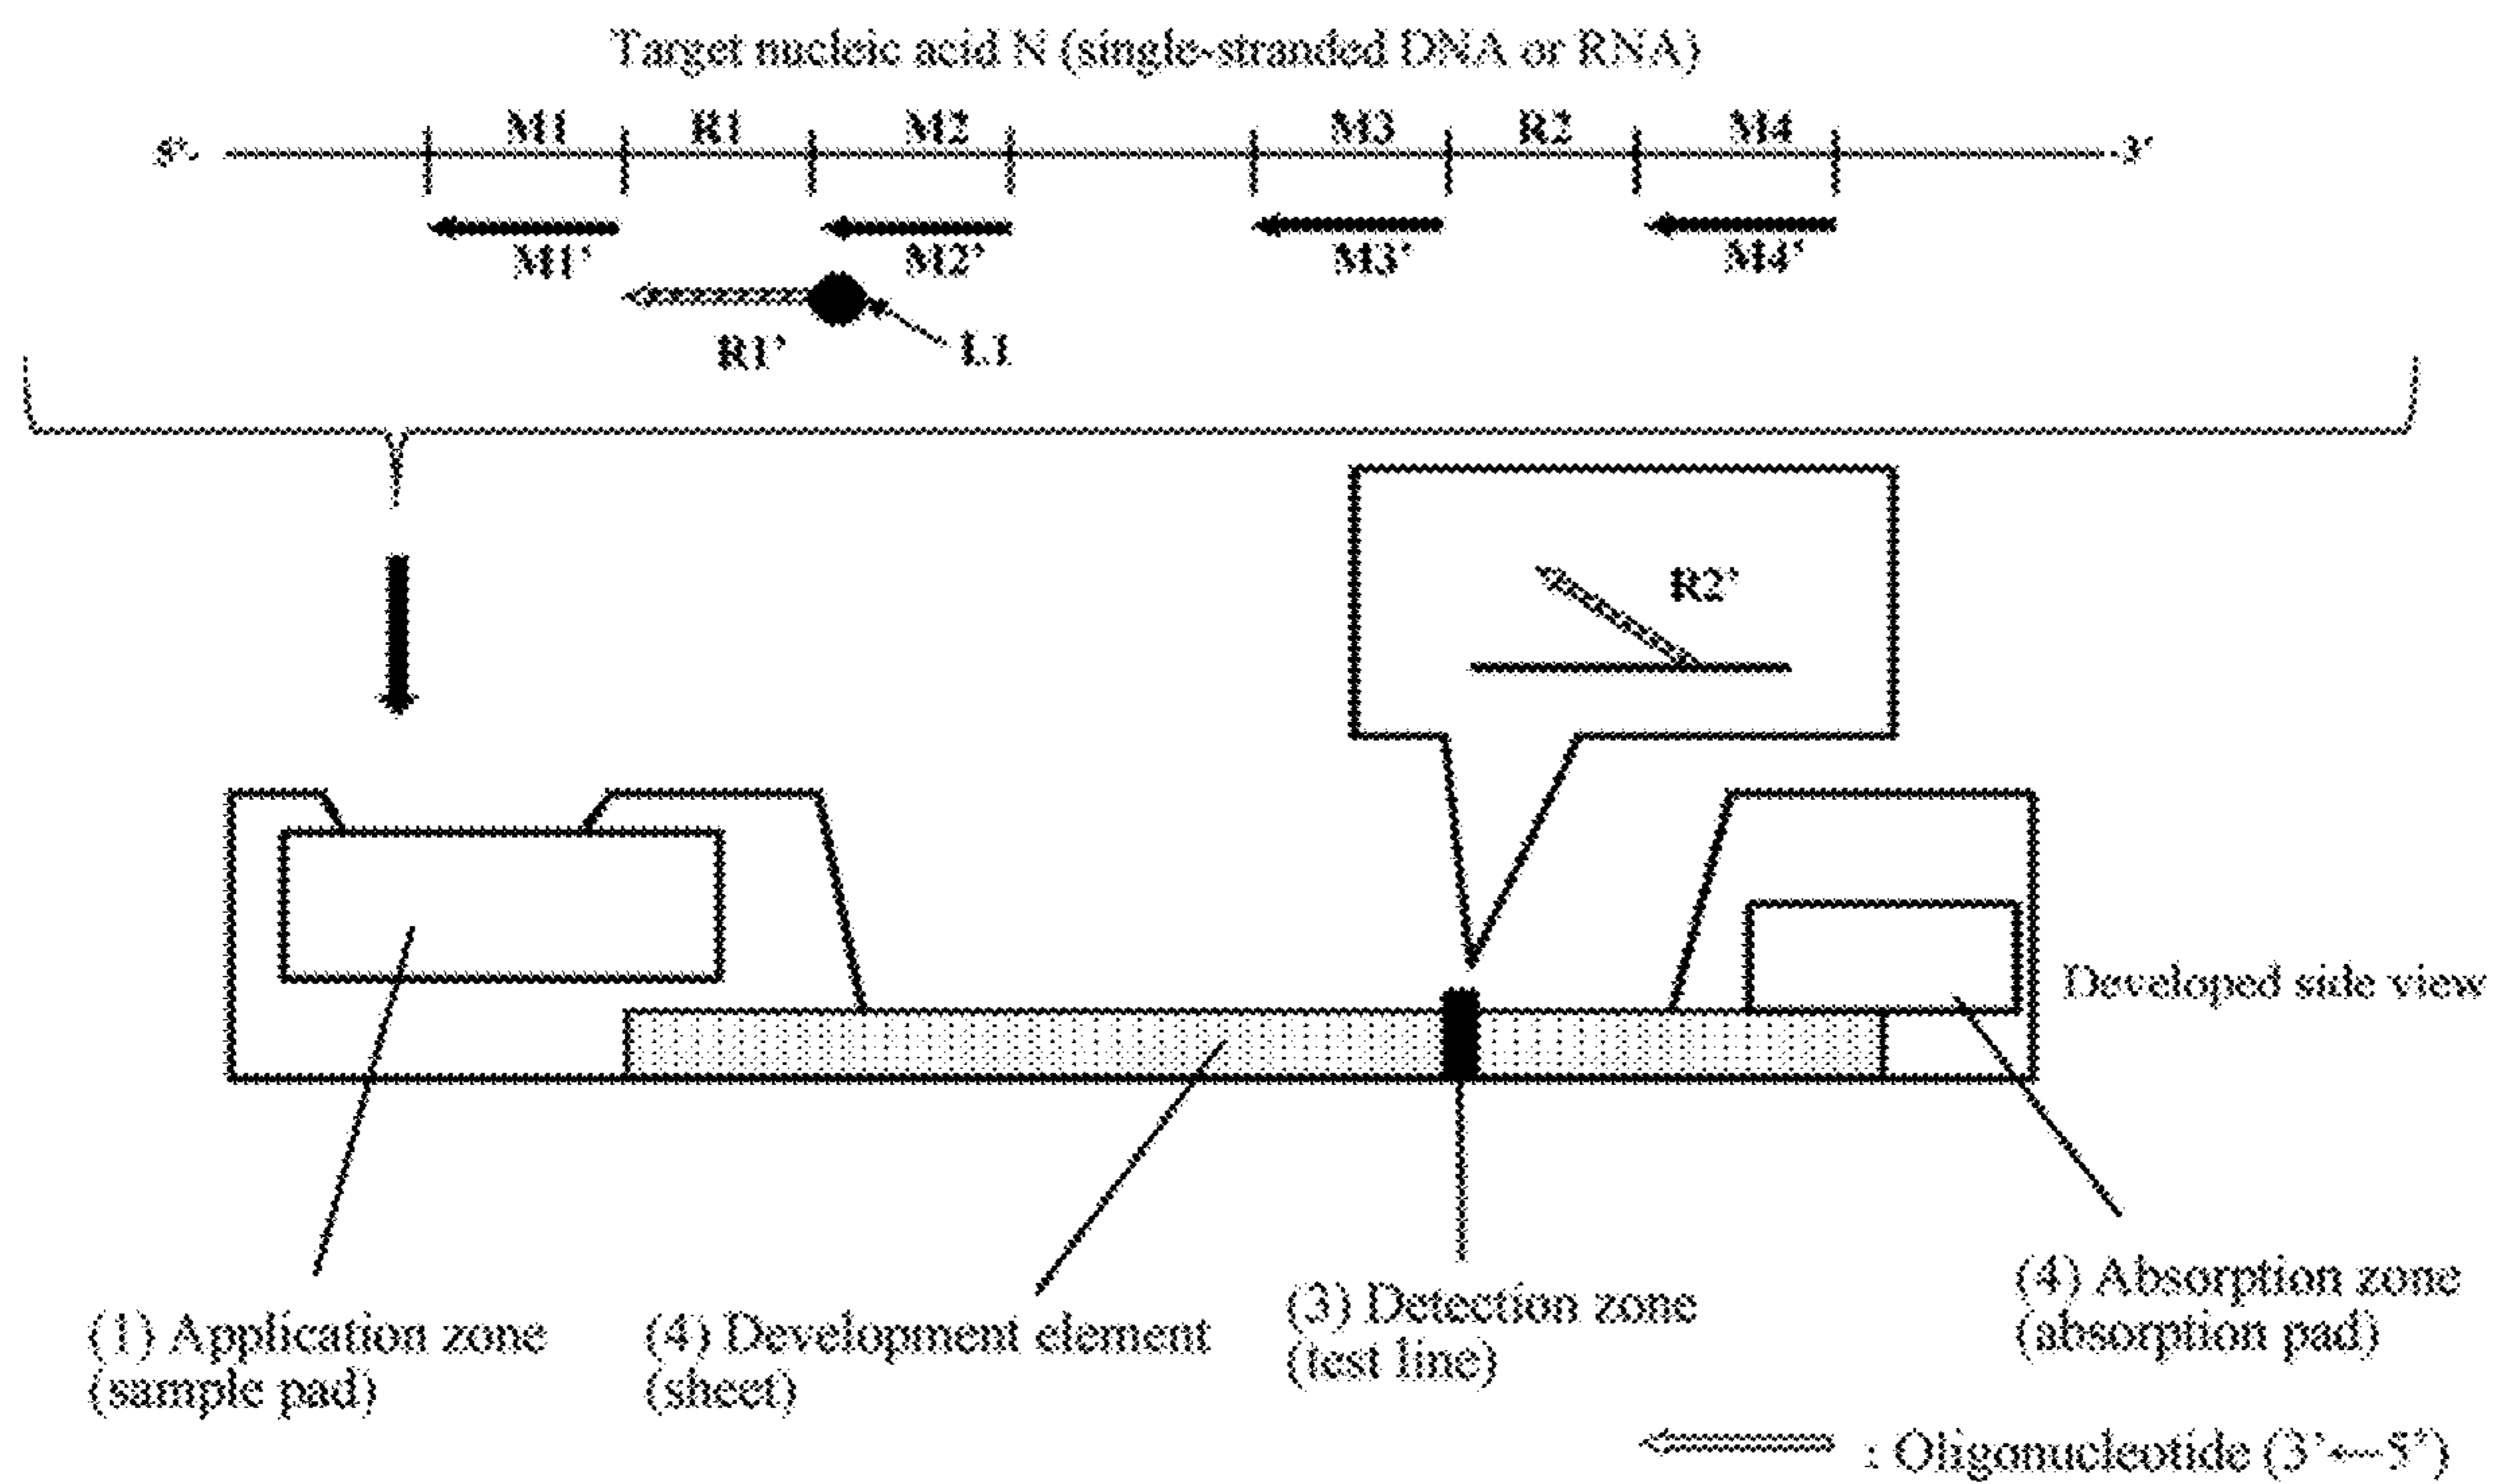 Target nucleic acid N (single-stranded DNA or RNA)
M1 R1 M2 M3 R2 M4
5'- -3'
M1' M2' M3' M4'
R1' L1
R2'
Developed side view
(1) Application zone
(sample pad)
(4) Development element
(sheet)
(3) Detection zone
(test line)
(4) Absorption zone
(absorption pad)
: Oligonucleotide (3'←—5')